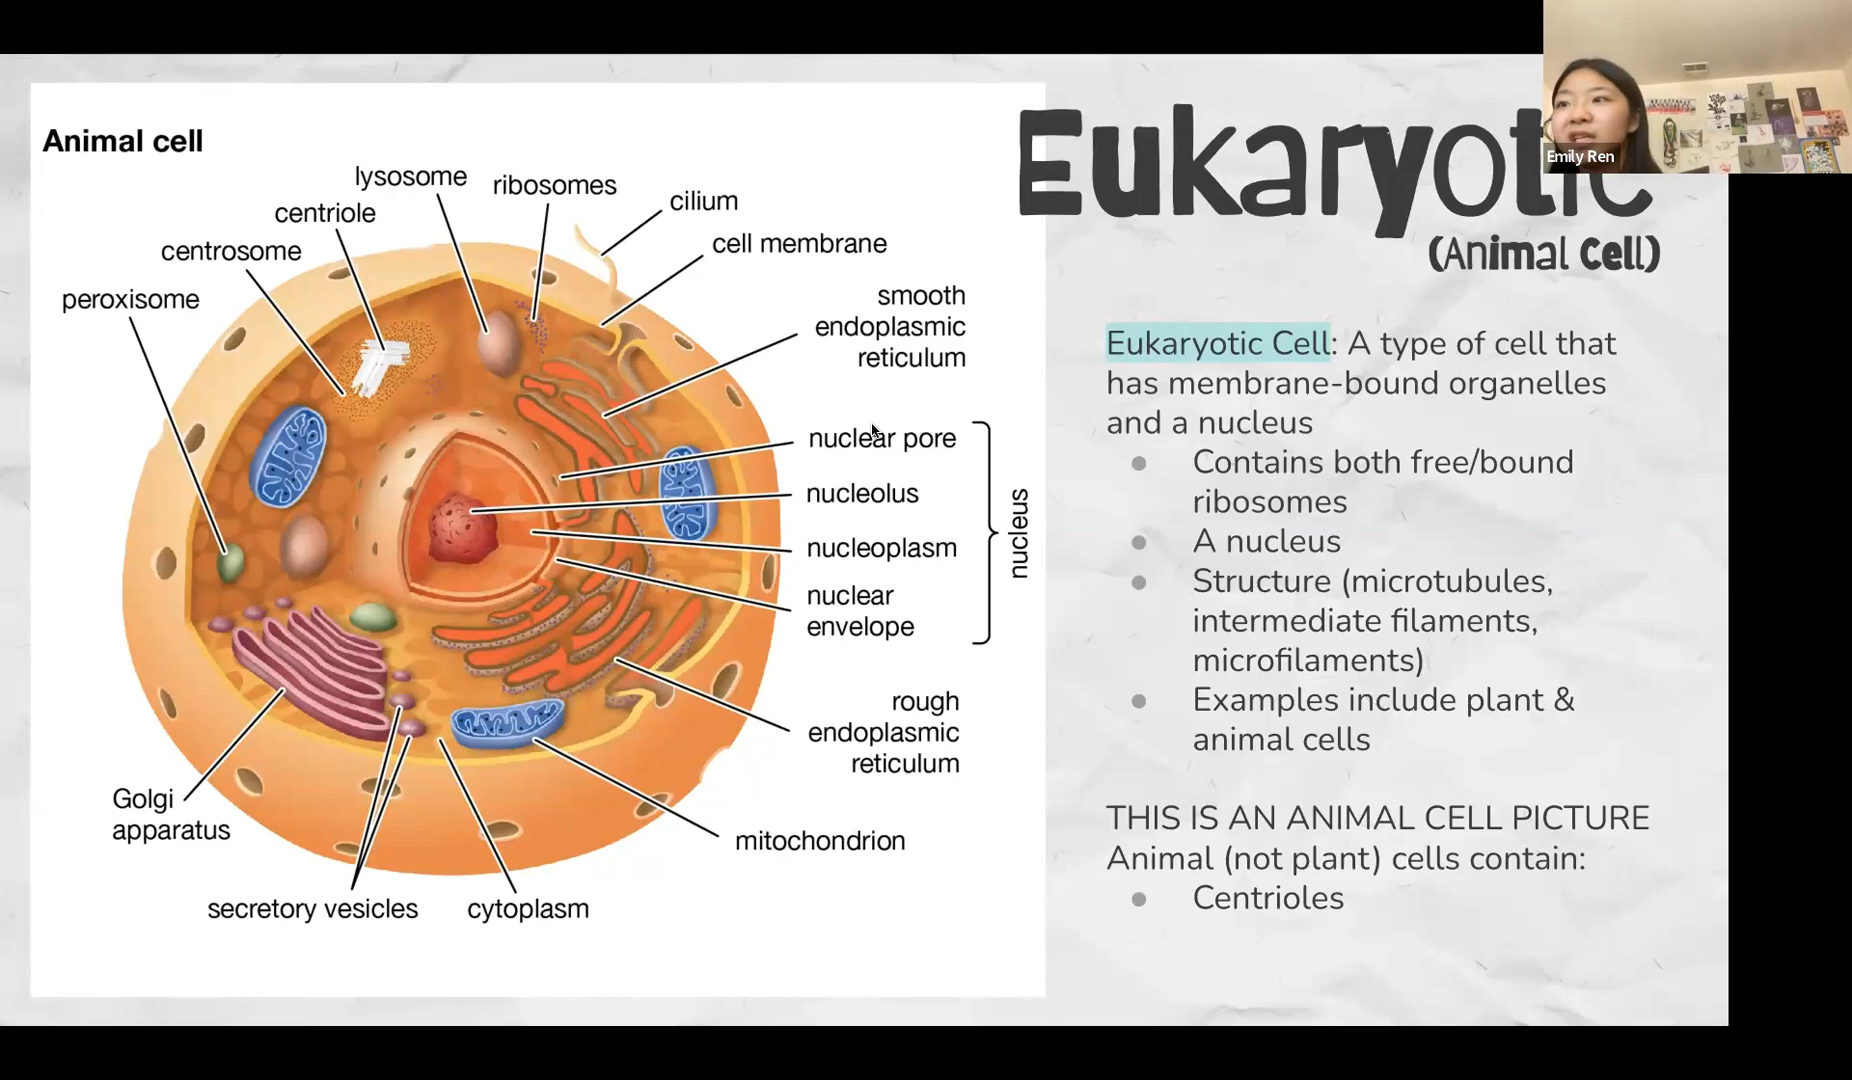 Animal cell
lysosome
ribosomes
cilium
centriole
centrosome
cell membrane
peroxisome
smooth
endoplasmic
reticulum
nuclear pore
nucleolus
nucleoplasm
nuclear
envelope
nucleus
rough
endoplasmic
reticulum
Golgi
apparatus
mitochondrion
secretory vesicles
cytoplasm
Eukaryotic
(Animal Cell)
Emily Ren
Eukaryotic Cell: A type of cell that
has membrane-bound organelles
and a nucleus
● Contains both free/bound
ribosomes
● A nucleus
● Structure (microtubules,
intermediate filaments,
microfilaments)
● Examples include plant &
animal cells
THIS IS AN ANIMAL CELL PICTURE
Animal (not plant) cells contain:
● Centrioles